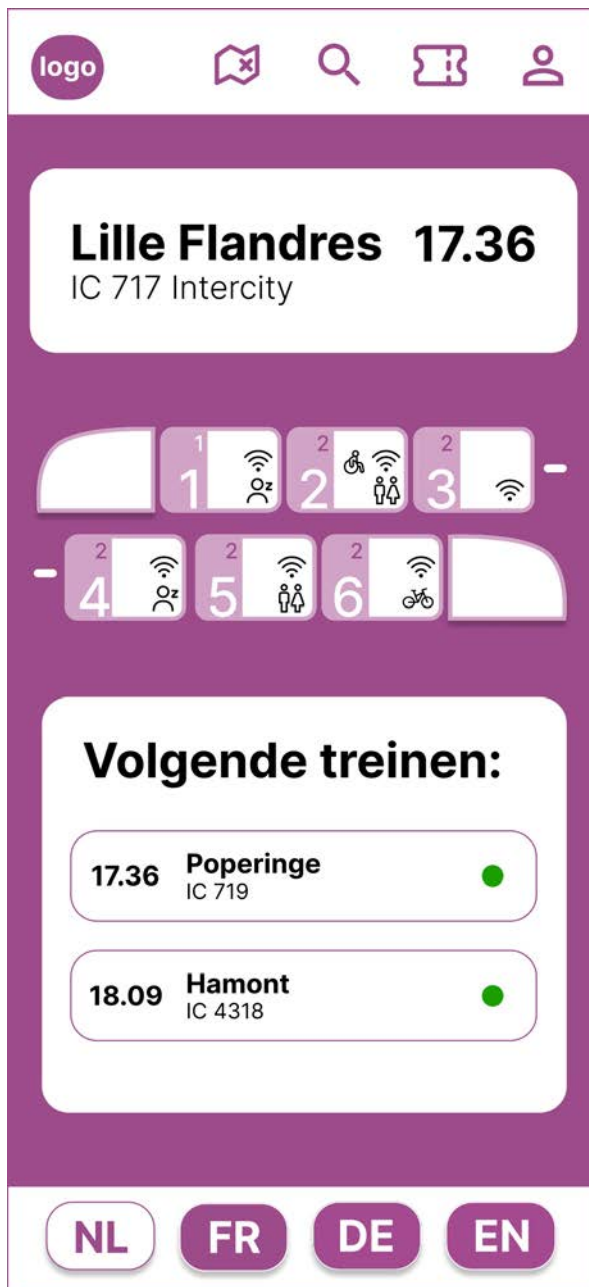 logo
Lille Flandres 17.36
IC 717 Intercity
1 2 2
1 2 3
z
2 2 2
4 5 6
z
Volgende treinen:
17.36 Poperinge
IC 719
18.09 Hamont
IC 4318
NL FR DE EN